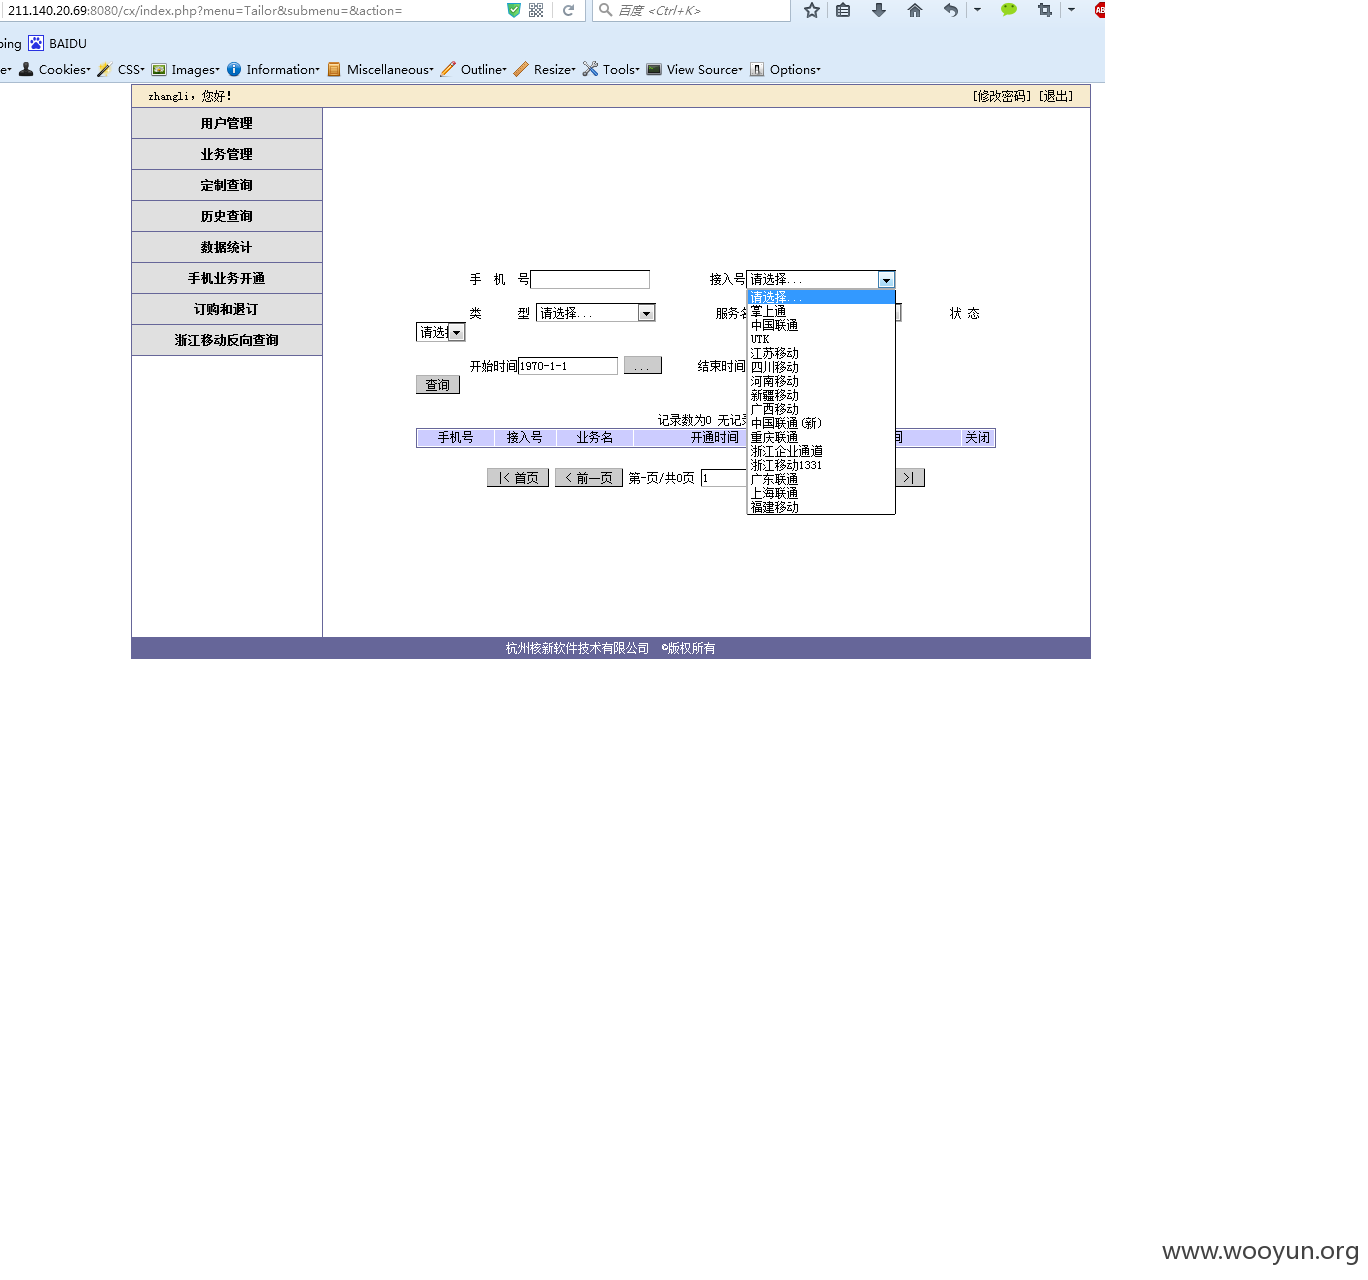 211.140.20.69:8080/cx/index.php?menu=Tailor&submenu=&action=
百度 <Ctrl+K>
BAIDU
Cookies CSS Images Information Miscellaneous Outline Resize Tools View Source Options
zhangli，您好! [修改密码] [退出]
用户管理
业务管理
定制查询
历史查询
数据统计
手机业务开通
订购和退订
浙江移动反向查询
手 机 号 接入号 请选择...
请选择...
掌上通
中国联通
UTK
江苏移动
四川移动
河南移动
新疆移动
广西移动
中国联通(新)
重庆联通
浙江企业通道
浙江移动1331
广东联通
上海联通
福建移动
类 型 请选择... 服务 状 态
请选
开始时间 1970-1-1 ... 结束时间
查询
记录数为0 无记
手机号 接入号 业务名 开通时间 关闭
|< 首页 < 前一页 第-页/共0页 1 >|
杭州核新软件技术有限公司 ©版权所有
www.wooyun.org